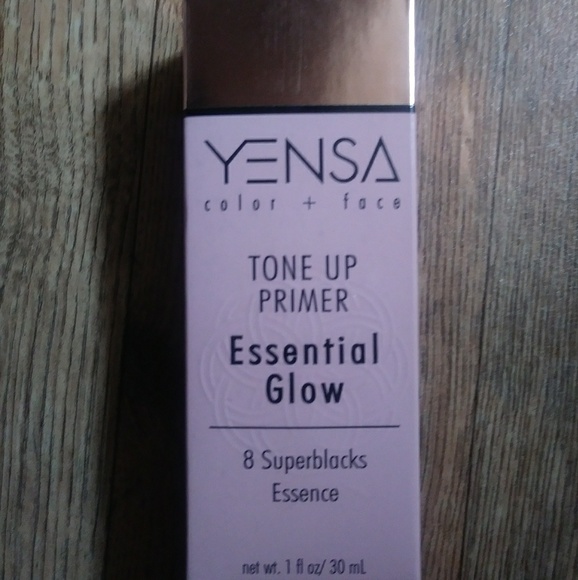 YENSA
color + face
TONE UP
PRIMER
Essential
Glow
8 Superblacks
Essence
net wt. 1 fl oz/ 30 mL